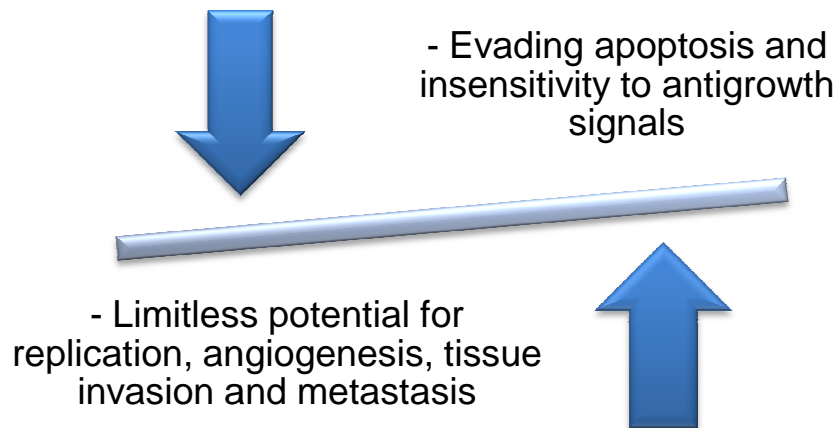 - Evading apoptosis and
insensitivity to antigrowth
signals
- Limitless potential for
replication, angiogenesis, tissue
invasion and metastasis